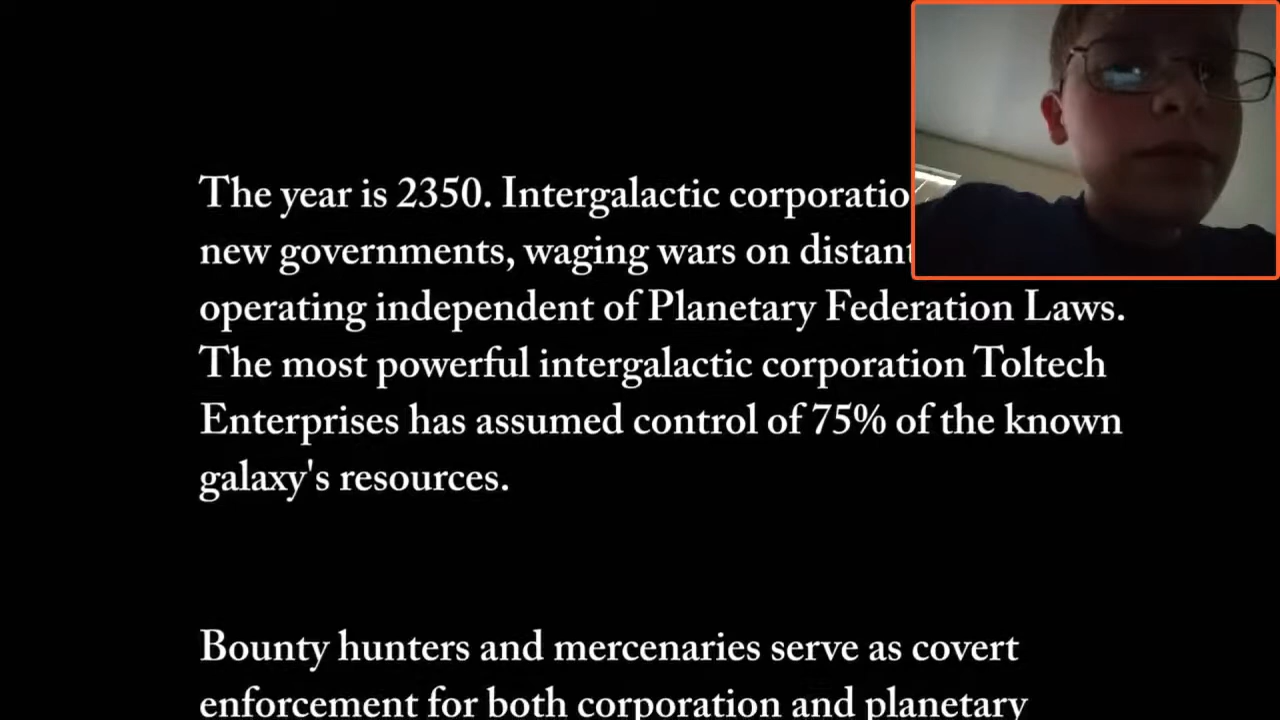 The year is 2350. Intergalactic
new governments, waging wars on distant
operating independent of Planetary Federation Laws.
The most powerful intergalactic corporation Toltech
Enterprises has assumed control of 75% of the known
galaxy's resources.
Bounty hunters and mercenaries serve as covert
enforcement for both corporation and planetary